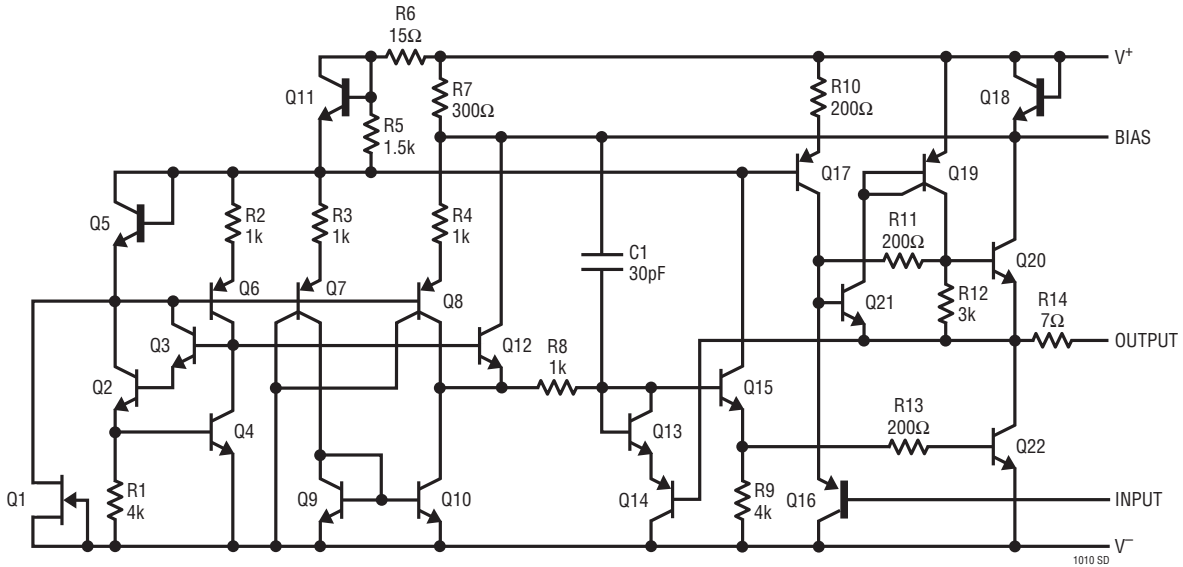 R6
15Ω
V+
Q11
R7
300Ω
R10
200Ω
Q18
R5
1.5k
BIAS
Q17
Q19
Q5
R2
1k
R3
1k
R4
1k
C1
30pF
R11
200Ω
Q20
Q6
Q7
Q8
Q21
R12
3k
R14
7Ω
OUTPUT
Q3
Q12
R8
1k
Q2
Q15
R13
200Ω
Q4
Q13
Q22
Q1
R1
4k
Q9
Q10
Q14
R9
4k
Q16
INPUT
V–
1010 SD